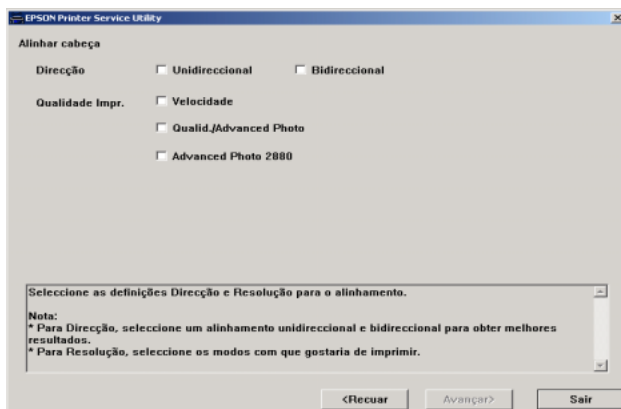 EPSON Printer Service Utility
Alinhar cabeça
Direcção Unidireccional Bidireccional
Qualidade Impr. Velocidade
Qualid./Advanced Photo
Advanced Photo 2880
Seleccione as definições Direcção e Resolução para o alinhamento.
Nota:
* Para Direcção, seleccione um alinhamento unidireccional e bidireccional para obter melhores
resultados.
* Para Resolução, seleccione os modos com que gostaria de imprimir.
<Recuar Avançar> Sair